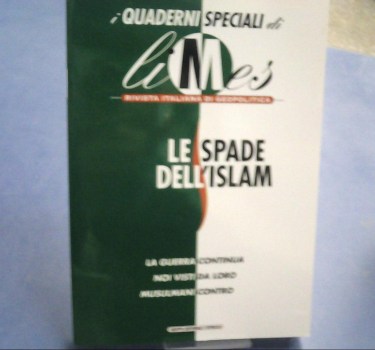 i QUADERNI SPECIALI di
liMes
RIVISTA ITALIANA DI GEOPOLITICA
LE SPADE
DELL'ISLAM
LA GUERRA CONTINUA
NOI VISTI DA LORO
MUSULMANI CONTRO